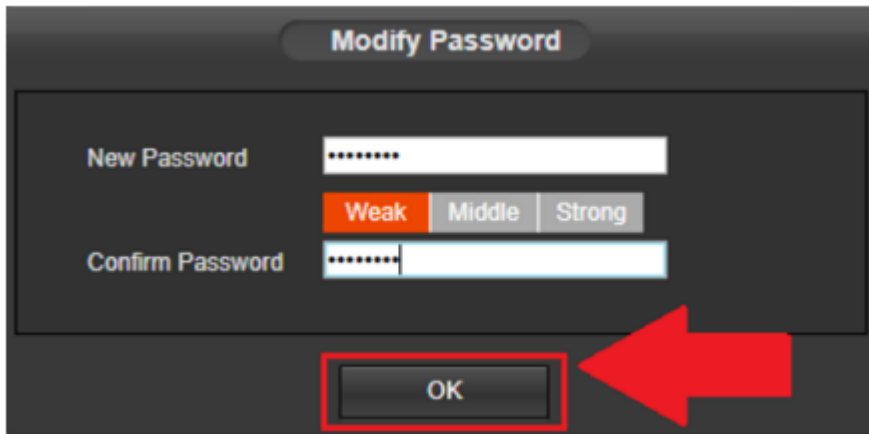 Modify Password
New Password ••••••••
Weak Middle Strong
Confirm Password ••••••••
OK